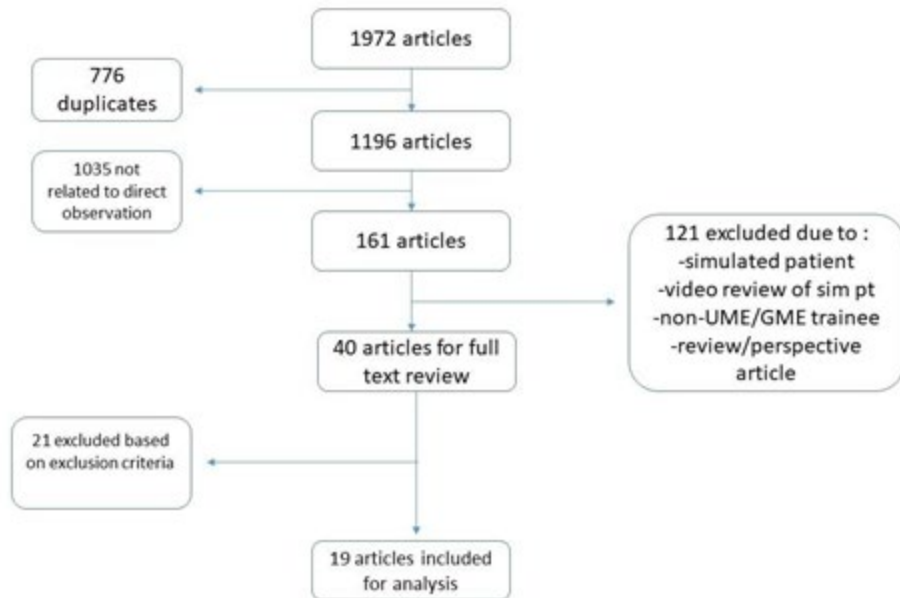 1972 articles
776
duplicates
1196 articles
1035 not
related to direct
observation
161 articles
121 excluded due to :
-simulated patient
-video review of sim pt
-non-UME/GME trainee
-review/perspective
article
40 articles for full
text review
21 excluded based
on exclusion criteria
19 articles included
for analysis